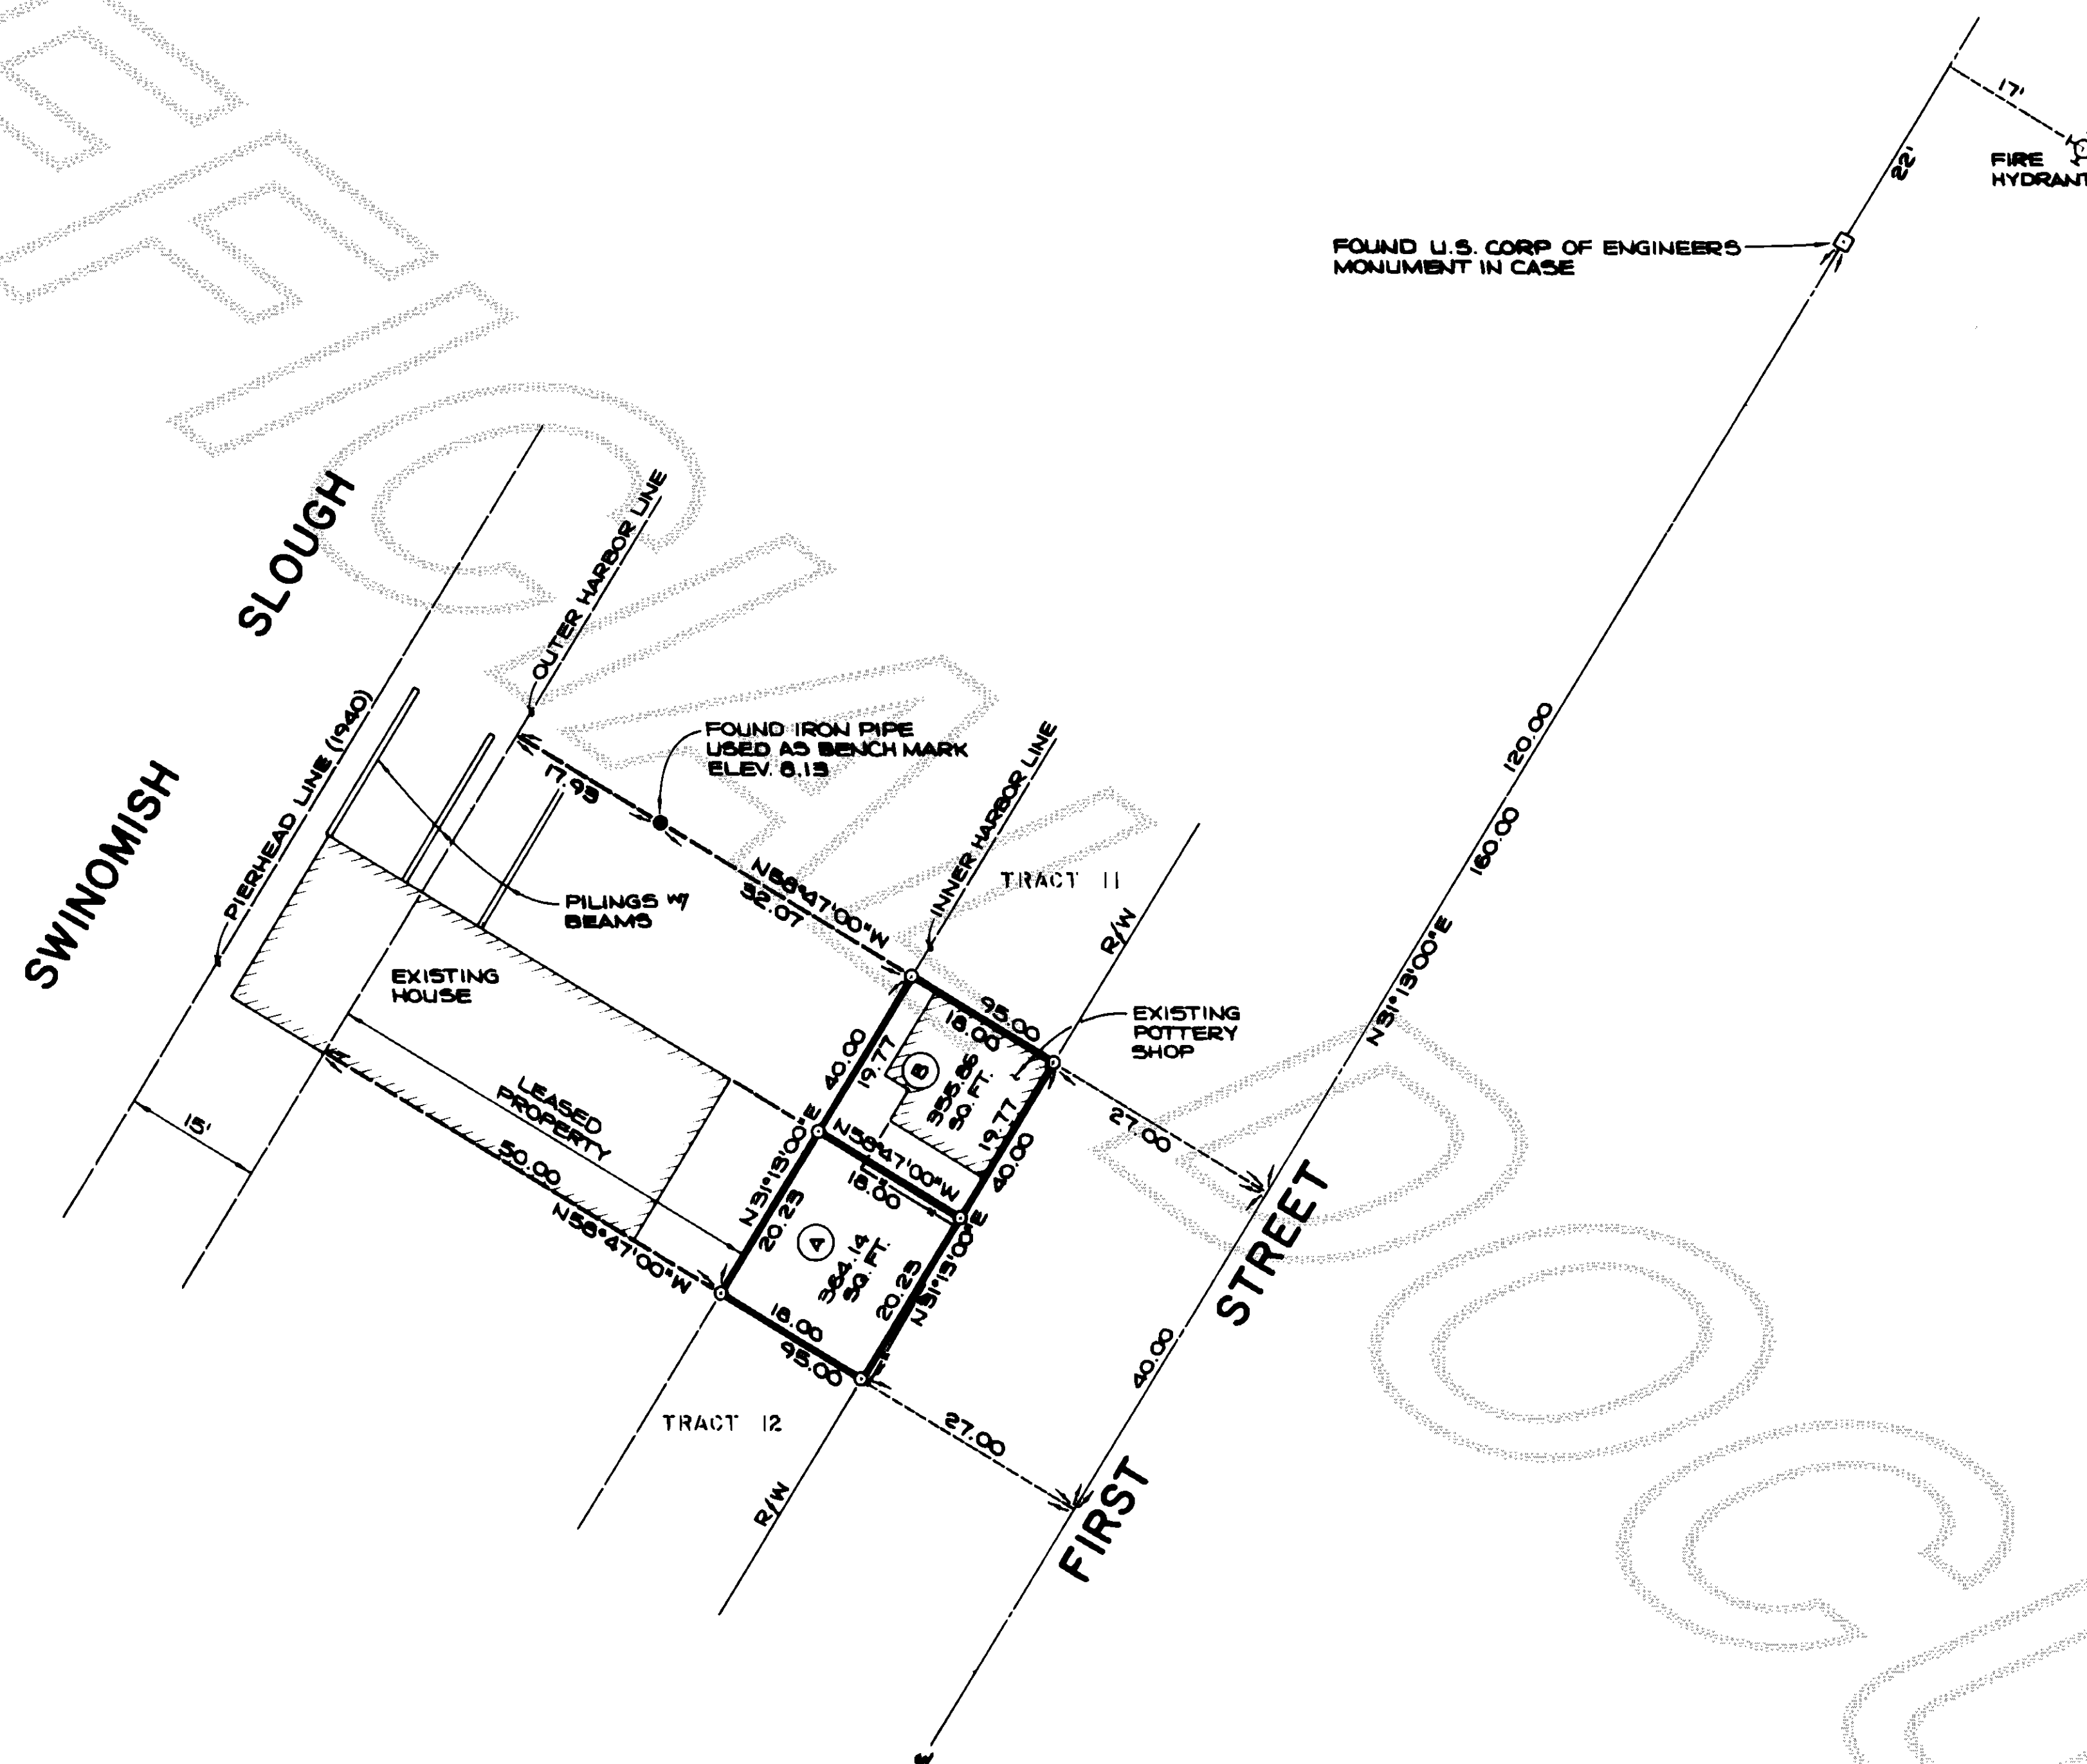 17'
22'
FIRE
HYDRANT
FOUND U.S. CORP OF ENGINEERS
MONUMENT IN CASE
SWINOMISH SLOUGH
PIERHEAD LINE (1940)
OUTER HARBOR LINE
FOUND IRON PIPE
USED AS BENCH MARK
ELEV. 8.13
17.93
N58°47'00"W
32.07
INNER HARBOR LINE
TRACT 11
R/W
120.00
160.00
N31°13'00"E
PILINGS W/
BEAMS
EXISTING
HOUSE
95.00
18.00
EXISTING
POTTERY
SHOP
40.00
19.77
B
355.86
SQ. FT.
19.77
40.00
27.00
LEASED
PROPERTY
15'
50.00
N58°47'00"W
N31°13'00"E
20.23
N58°47'00"W
18.00
A
364.14
SQ. FT.
20.23
N31°13'00"E
18.00
95.00
40.00
27.00
TRACT 12
R/W
FIRST STREET